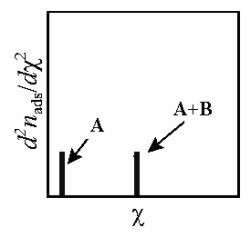 d²n_ads/dχ²
A
A+B
χ